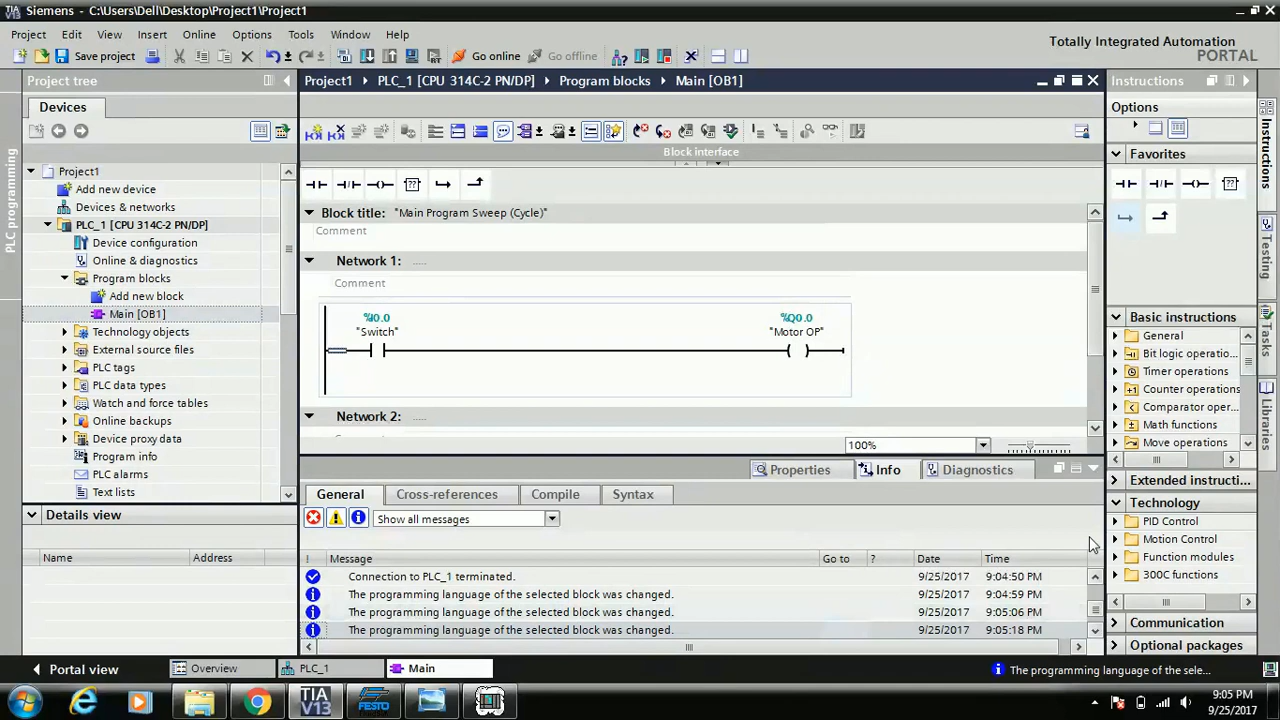 Siemens - C:\Users\Dell\Desktop\Project1\Project1
TIA
V13
Project Edit View Insert Online Options Tools Window Help
Totally Integrated Automation
PORTAL
Save project
Go online
Go offline
Project tree
Project1 PLC_1 [CPU 314C-2 PN/DP] Program blocks Main [OB1]
Instructions
Devices
Options
Block interface
Favorites
PLC programming
Project1
Add new device
Devices & networks
PLC_1 [CPU 314C-2 PN/DP]
Device configuration
Online & diagnostics
Program blocks
Add new block
Main [OB1]
Technology objects
External source files
PLC tags
PLC data types
Watch and force tables
Online backups
Device proxy data
Program info
PLC alarms
Text lists
Block title: "Main Program Sweep (Cycle)"
Comment
Network 1: .....
Comment
%I0.0
"Switch"
%Q0.0
"Motor OP"
Network 2: .....
100%
Basic instructions
General
Bit logic operatio...
Timer operations
Counter operations
Comparator oper...
Math functions
Move operations
Extended instructi...
Technology
PID Control
Motion Control
Function modules
300C functions
Communication
Optional packages
Instructions
Testing
Tasks
Libraries
Properties Info Diagnostics
General Cross-references Compile Syntax
Show all messages
! Message Go to ? Date Time
Connection to PLC_1 terminated. 9/25/2017 9:04:50 PM
The programming language of the selected block was changed. 9/25/2017 9:04:59 PM
The programming language of the selected block was changed. 9/25/2017 9:05:06 PM
The programming language of the selected block was changed. 9/25/2017 9:05:18 PM
Details view
Name Address
Portal view
Overview
PLC_1
Main
The programming language of the sele...
TIA
V13
FESTO
9:05 PM
9/25/2017